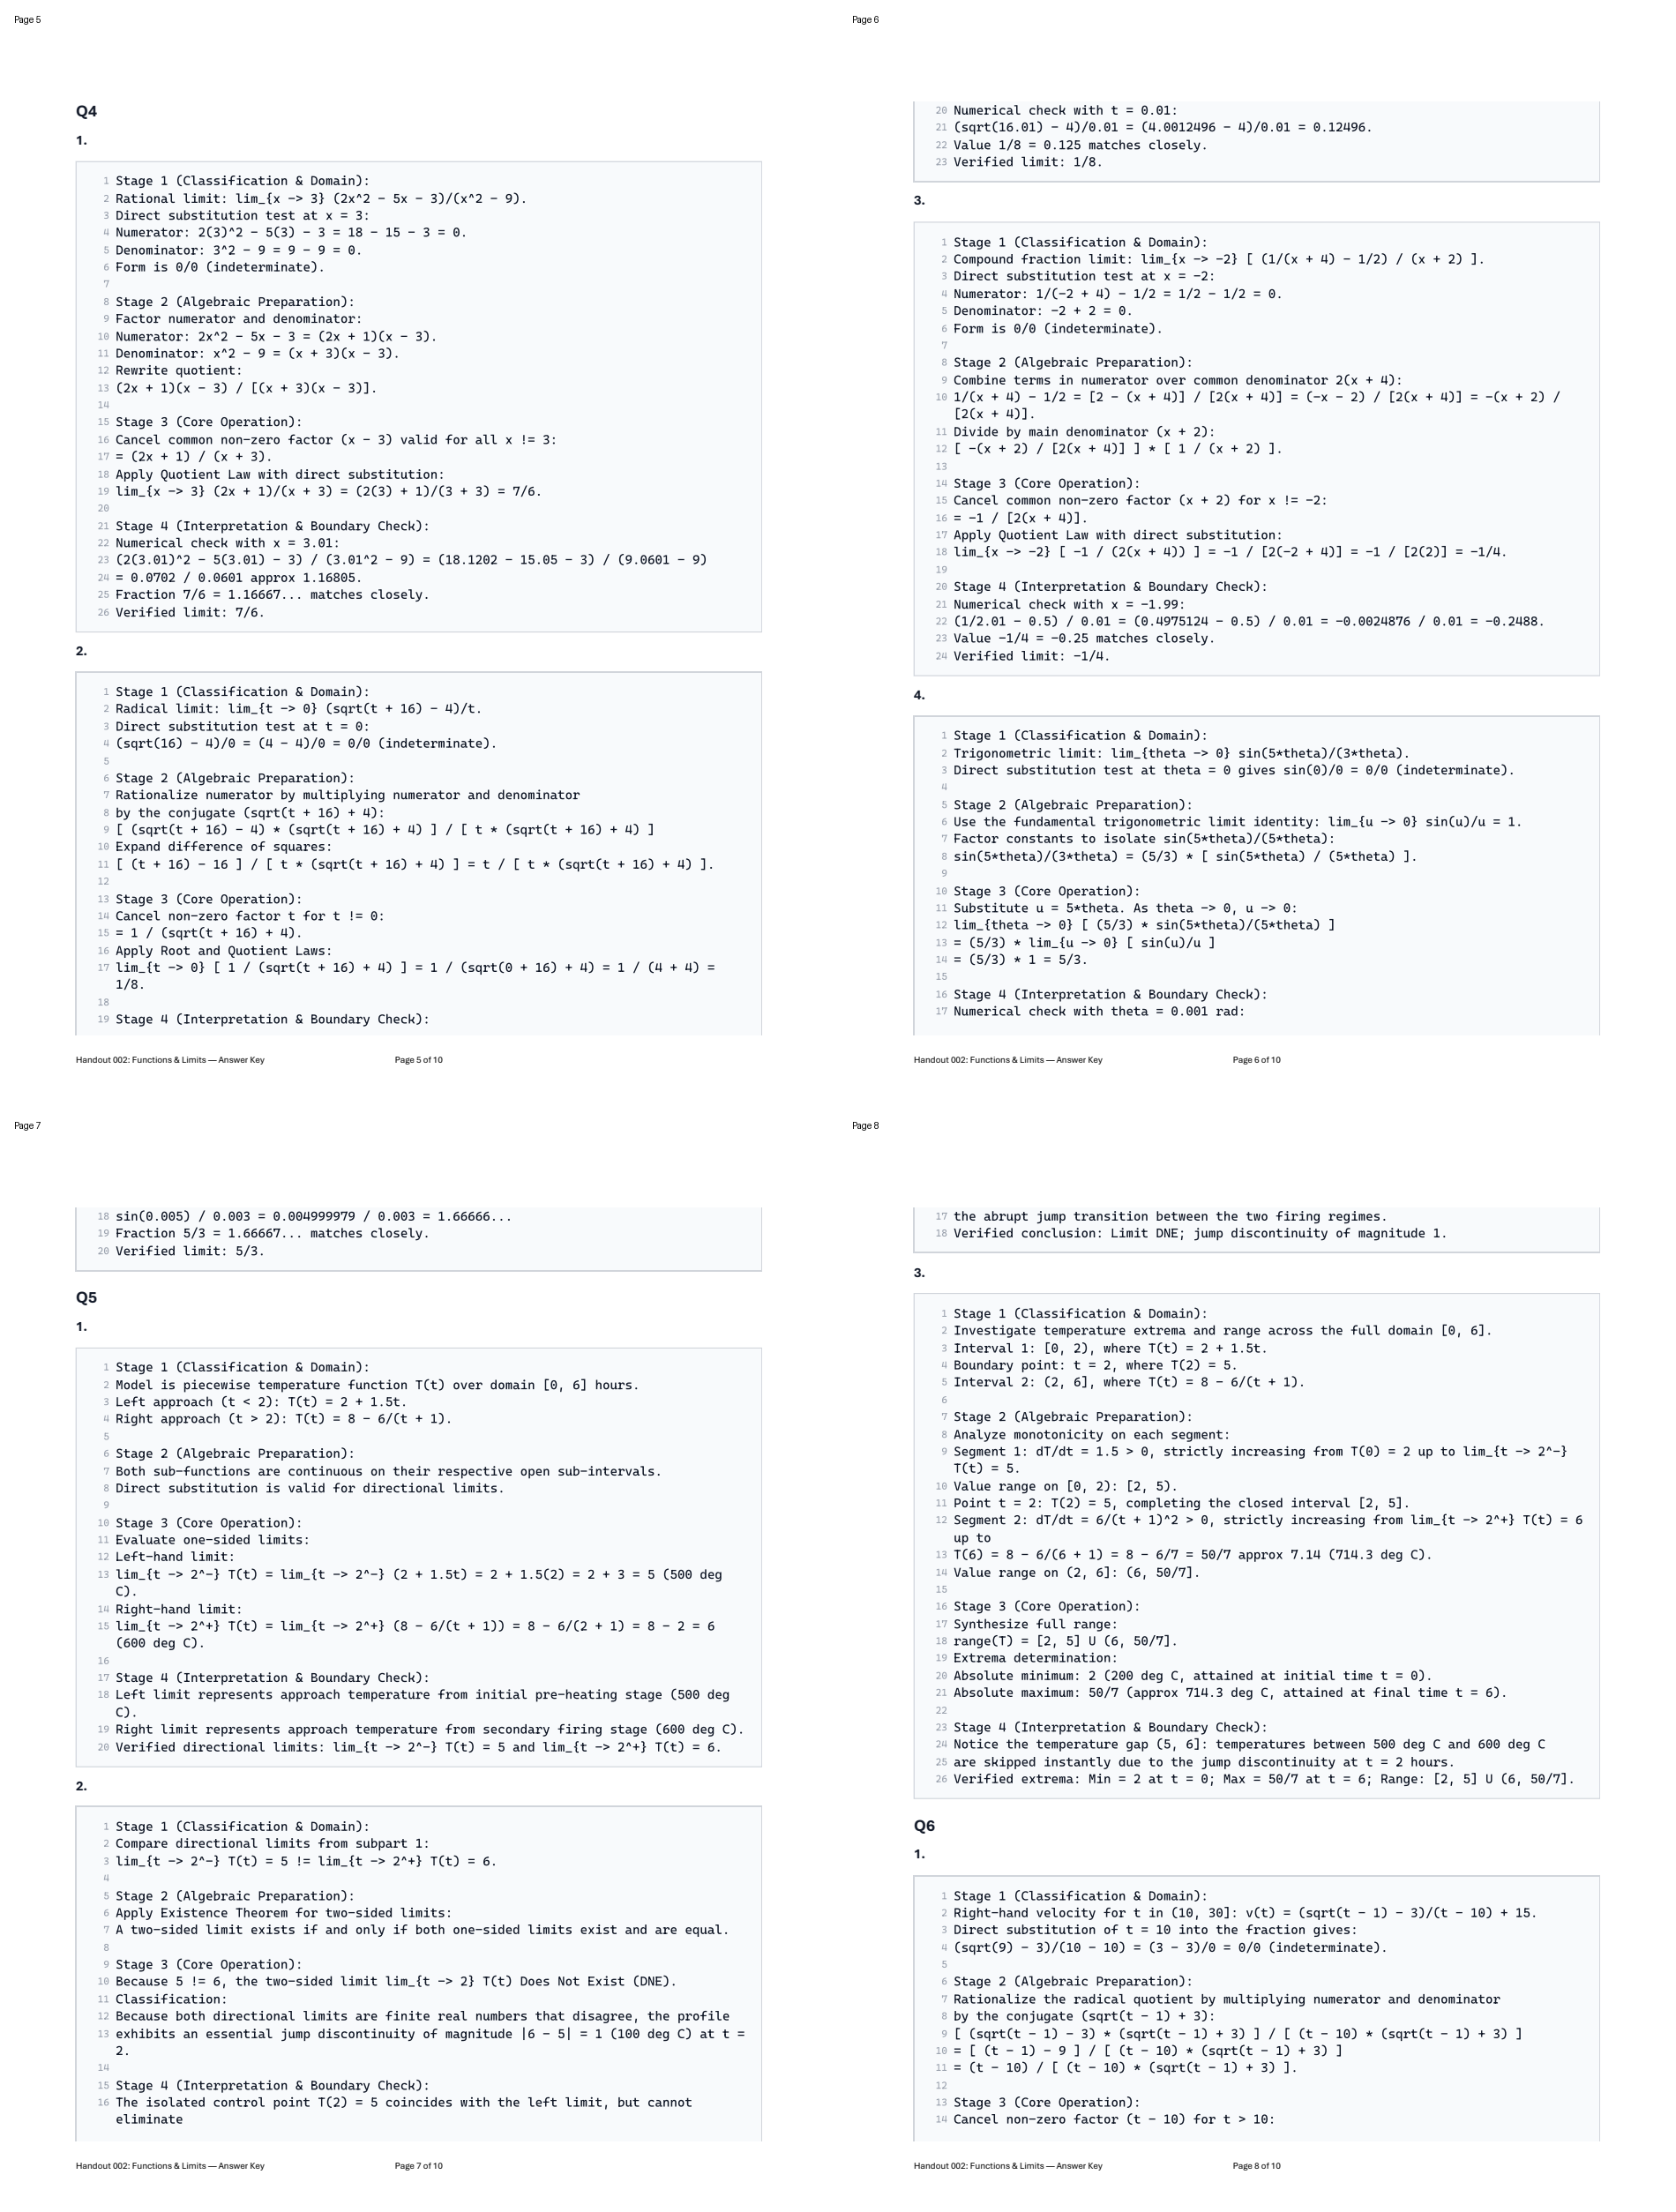 Page 5
Q4
1.
1 Stage 1 (Classification & Domain):
2 Rational limit: lim_{x -> 3} (2x^2 - 5x - 3)/(x^2 - 9).
3 Direct substitution test at x = 3:
4 Numerator: 2(3)^2 - 5(3) - 3 = 18 - 15 - 3 = 0.
5 Denominator: 3^2 - 9 = 9 - 9 = 0.
6 Form is 0/0 (indeterminate).
7
8 Stage 2 (Algebraic Preparation):
9 Factor numerator and denominator:
10 Numerator: 2x^2 - 5x - 3 = (2x + 1)(x - 3).
11 Denominator: x^2 - 9 = (x + 3)(x - 3).
12 Rewrite quotient:
13 (2x + 1)(x - 3) / [(x + 3)(x - 3)].
14
15 Stage 3 (Core Operation):
16 Cancel common non-zero factor (x - 3) valid for all x != 3:
17 = (2x + 1) / (x + 3).
18 Apply Quotient Law with direct substitution:
19 lim_{x -> 3} (2x + 1)/(x + 3) = (2(3) + 1)/(3 + 3) = 7/6.
20
21 Stage 4 (Interpretation & Boundary Check):
22 Numerical check with x = 3.01:
23 (2(3.01)^2 - 5(3.01) - 3) / (3.01^2 - 9) = (18.1202 - 15.05 - 3) / (9.0601 - 9)
24 = 0.0702 / 0.0601 approx 1.16805.
25 Fraction 7/6 = 1.16667... matches closely.
26 Verified limit: 7/6.
2.
1 Stage 1 (Classification & Domain):
2 Radical limit: lim_{t -> 0} (sqrt(t + 16) - 4)/t.
3 Direct substitution test at t = 0:
4 (sqrt(16) - 4)/0 = (4 - 4)/0 = 0/0 (indeterminate).
5
6 Stage 2 (Algebraic Preparation):
7 Rationalize numerator by multiplying numerator and denominator
8 by the conjugate (sqrt(t + 16) + 4):
9 [ (sqrt(t + 16) - 4) * (sqrt(t + 16) + 4) ] / [ t * (sqrt(t + 16) + 4) ]
10 Expand difference of squares:
11 [ (t + 16) - 16 ] / [ t * (sqrt(t + 16) + 4) ] = t / [ t * (sqrt(t + 16) + 4) ].
12
13 Stage 3 (Core Operation):
14 Cancel non-zero factor t for t != 0:
15 = 1 / (sqrt(t + 16) + 4).
16 Apply Root and Quotient Laws:
17 lim_{t -> 0} [ 1 / (sqrt(t + 16) + 4) ] = 1 / (sqrt(0 + 16) + 4) = 1 / (4 + 4) =
1/8.
18
19 Stage 4 (Interpretation & Boundary Check):
Handout 002: Functions & Limits — Answer Key Page 5 of 10
Page 6
20 Numerical check with t = 0.01:
21 (sqrt(16.01) - 4)/0.01 = (4.0012496 - 4)/0.01 = 0.12496.
22 Value 1/8 = 0.125 matches closely.
23 Verified limit: 1/8.
3.
1 Stage 1 (Classification & Domain):
2 Compound fraction limit: lim_{x -> -2} [ (1/(x + 4) - 1/2) / (x + 2) ].
3 Direct substitution test at x = -2:
4 Numerator: 1/(-2 + 4) - 1/2 = 1/2 - 1/2 = 0.
5 Denominator: -2 + 2 = 0.
6 Form is 0/0 (indeterminate).
7
8 Stage 2 (Algebraic Preparation):
9 Combine terms in numerator over common denominator 2(x + 4):
10 1/(x + 4) - 1/2 = [2 - (x + 4)] / [2(x + 4)] = (-x - 2) / [2(x + 4)] = -(x + 2) /
[2(x + 4)].
11 Divide by main denominator (x + 2):
12 [ -(x + 2) / [2(x + 4)] ] * [ 1 / (x + 2) ].
13
14 Stage 3 (Core Operation):
15 Cancel common non-zero factor (x + 2) for x != -2:
16 = -1 / [2(x + 4)].
17 Apply Quotient Law with direct substitution:
18 lim_{x -> -2} [ -1 / (2(x + 4)) ] = -1 / [2(-2 + 4)] = -1 / [2(2)] = -1/4.
19
20 Stage 4 (Interpretation & Boundary Check):
21 Numerical check with x = -1.99:
22 (1/2.01 - 0.5) / 0.01 = (0.4975124 - 0.5) / 0.01 = -0.0024876 / 0.01 = -0.2488.
23 Value -1/4 = -0.25 matches closely.
24 Verified limit: -1/4.
4.
1 Stage 1 (Classification & Domain):
2 Trigonometric limit: lim_{theta -> 0} sin(5*theta)/(3*theta).
3 Direct substitution test at theta = 0 gives sin(0)/0 = 0/0 (indeterminate).
4
5 Stage 2 (Algebraic Preparation):
6 Use the fundamental trigonometric limit identity: lim_{u -> 0} sin(u)/u = 1.
7 Factor constants to isolate sin(5*theta)/(5*theta):
8 sin(5*theta)/(3*theta) = (5/3) * [ sin(5*theta) / (5*theta) ].
9
10 Stage 3 (Core Operation):
11 Substitute u = 5*theta. As theta -> 0, u -> 0:
12 lim_{theta -> 0} [ (5/3) * sin(5*theta)/(5*theta) ]
13 = (5/3) * lim_{u -> 0} [ sin(u)/u ]
14 = (5/3) * 1 = 5/3.
15
16 Stage 4 (Interpretation & Boundary Check):
17 Numerical check with theta = 0.001 rad:
Handout 002: Functions & Limits — Answer Key Page 6 of 10
Page 7
18 sin(0.005) / 0.003 = 0.004999979 / 0.003 = 1.66666...
19 Fraction 5/3 = 1.66667... matches closely.
20 Verified limit: 5/3.
Q5
1.
1 Stage 1 (Classification & Domain):
2 Model is piecewise temperature function T(t) over domain [0, 6] hours.
3 Left approach (t < 2): T(t) = 2 + 1.5t.
4 Right approach (t > 2): T(t) = 8 - 6/(t + 1).
5
6 Stage 2 (Algebraic Preparation):
7 Both sub-functions are continuous on their respective open sub-intervals.
8 Direct substitution is valid for directional limits.
9
10 Stage 3 (Core Operation):
11 Evaluate one-sided limits:
12 Left-hand limit:
13 lim_{t -> 2^-} T(t) = lim_{t -> 2^-} (2 + 1.5t) = 2 + 1.5(2) = 2 + 3 = 5 (500 deg
C).
14 Right-hand limit:
15 lim_{t -> 2^+} T(t) = lim_{t -> 2^+} (8 - 6/(t + 1)) = 8 - 6/(2 + 1) = 8 - 2 = 6
(600 deg C).
16
17 Stage 4 (Interpretation & Boundary Check):
18 Left limit represents approach temperature from initial pre-heating stage (500 deg
C).
19 Right limit represents approach temperature from secondary firing stage (600 deg C).
20 Verified directional limits: lim_{t -> 2^-} T(t) = 5 and lim_{t -> 2^+} T(t) = 6.
2.
1 Stage 1 (Classification & Domain):
2 Compare directional limits from subpart 1:
3 lim_{t -> 2^-} T(t) = 5 != lim_{t -> 2^+} T(t) = 6.
4
5 Stage 2 (Algebraic Preparation):
6 Apply Existence Theorem for two-sided limits:
7 A two-sided limit exists if and only if both one-sided limits exist and are equal.
8
9 Stage 3 (Core Operation):
10 Because 5 != 6, the two-sided limit lim_{t -> 2} T(t) Does Not Exist (DNE).
11 Classification:
12 Because both directional limits are finite real numbers that disagree, the profile
13 exhibits an essential jump discontinuity of magnitude |6 - 5| = 1 (100 deg C) at t =
2.
14
15 Stage 4 (Interpretation & Boundary Check):
16 The isolated control point T(2) = 5 coincides with the left limit, but cannot
eliminate
Handout 002: Functions & Limits — Answer Key Page 7 of 10
Page 8
17 the abrupt jump transition between the two firing regimes.
18 Verified conclusion: Limit DNE; jump discontinuity of magnitude 1.
3.
1 Stage 1 (Classification & Domain):
2 Investigate temperature extrema and range across the full domain [0, 6].
3 Interval 1: [0, 2), where T(t) = 2 + 1.5t.
4 Boundary point: t = 2, where T(2) = 5.
5 Interval 2: (2, 6], where T(t) = 8 - 6/(t + 1).
6
7 Stage 2 (Algebraic Preparation):
8 Analyze monotonicity on each segment:
9 Segment 1: dT/dt = 1.5 > 0, strictly increasing from T(0) = 2 up to lim_{t -> 2^-}
T(t) = 5.
10 Value range on [0, 2): [2, 5).
11 Point t = 2: T(2) = 5, completing the closed interval [2, 5].
12 Segment 2: dT/dt = 6/(t + 1)^2 > 0, strictly increasing from lim_{t -> 2^+} T(t) = 6
up to
13 T(6) = 8 - 6/(6 + 1) = 8 - 6/7 = 50/7 approx 7.14 (714.3 deg C).
14 Value range on (2, 6]: (6, 50/7].
15
16 Stage 3 (Core Operation):
17 Synthesize full range:
18 range(T) = [2, 5] U (6, 50/7].
19 Extrema determination:
20 Absolute minimum: 2 (200 deg C, attained at initial time t = 0).
21 Absolute maximum: 50/7 (approx 714.3 deg C, attained at final time t = 6).
22
23 Stage 4 (Interpretation & Boundary Check):
24 Notice the temperature gap (5, 6]: temperatures between 500 deg C and 600 deg C
25 are skipped instantly due to the jump discontinuity at t = 2 hours.
26 Verified extrema: Min = 2 at t = 0; Max = 50/7 at t = 6; Range: [2, 5] U (6, 50/7].
Q6
1.
1 Stage 1 (Classification & Domain):
2 Right-hand velocity for t in (10, 30]: v(t) = (sqrt(t - 1) - 3)/(t - 10) + 15.
3 Direct substitution of t = 10 into the fraction gives:
4 (sqrt(9) - 3)/(10 - 10) = (3 - 3)/0 = 0/0 (indeterminate).
5
6 Stage 2 (Algebraic Preparation):
7 Rationalize the radical quotient by multiplying numerator and denominator
8 by the conjugate (sqrt(t - 1) + 3):
9 [ (sqrt(t - 1) - 3) * (sqrt(t - 1) + 3) ] / [ (t - 10) * (sqrt(t - 1) + 3) ]
10 = [ (t - 1) - 9 ] / [ (t - 10) * (sqrt(t - 1) + 3) ]
11 = (t - 10) / [ (t - 10) * (sqrt(t - 1) + 3) ].
12
13 Stage 3 (Core Operation):
14 Cancel non-zero factor (t - 10) for t > 10:
Handout 002: Functions & Limits — Answer Key Page 8 of 10